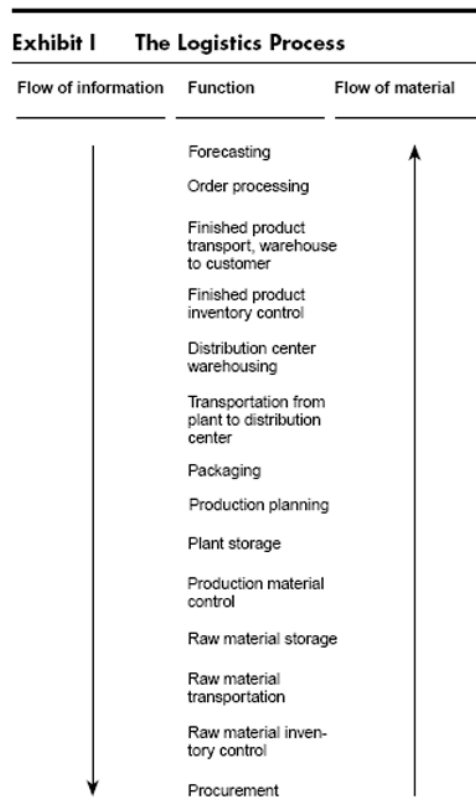 Exhibit I The Logistics Process
Flow of information Function Flow of material
Forecasting
Order processing
Finished product
transport, warehouse
to customer
Finished product
inventory control
Distribution center
warehousing
Transportation from
plant to distribution
center
Packaging
Production planning
Plant storage
Production material
control
Raw material storage
Raw material
transportation
Raw material inven-
tory control
Procurement